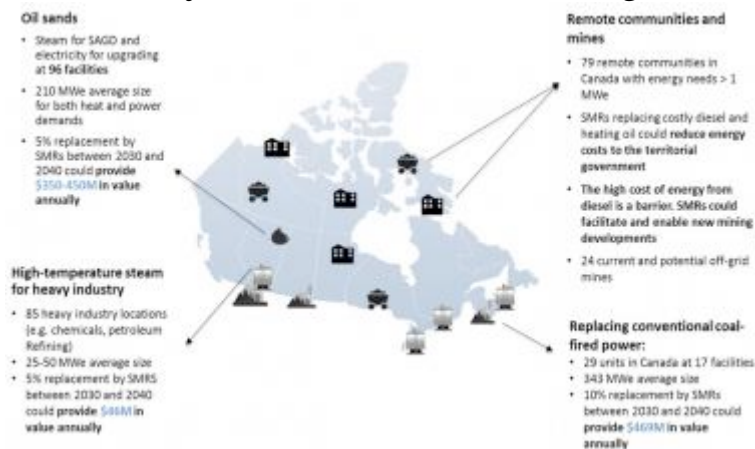 Oil sands
• Steam for SAGD and
electricity for upgrading
at 96 facilities
• 210 MWe average size
for both heat and power
demands
• 5% replacement by
SMRs between 2030 and
2040 could provide
$350-450M in value
annually
High-temperature steam
for heavy industry
• 85 heavy industry locations
(e.g. chemicals, petroleum
Refining)
• 25-50 MWe average size
• 5% replacement by SMRS
between 2030 and 2040
could provide $46M in
value annually
Remote communities and
mines
• 79 remote communities in
Canada with energy needs > 1
MWe
• SMRs replacing costly diesel and
heating oil could reduce energy
costs to the territorial
government
• The high cost of energy from
diesel is a barrier. SMRs could
facilitate and enable new mining
developments
• 24 current and potential off-grid
mines
Replacing conventional coal-
fired power:
• 29 units in Canada at 17 facilities
• 343 MWe average size
• 10% replacement by SMRs
between 2030 and 2040 could
provide $469M in value
annually